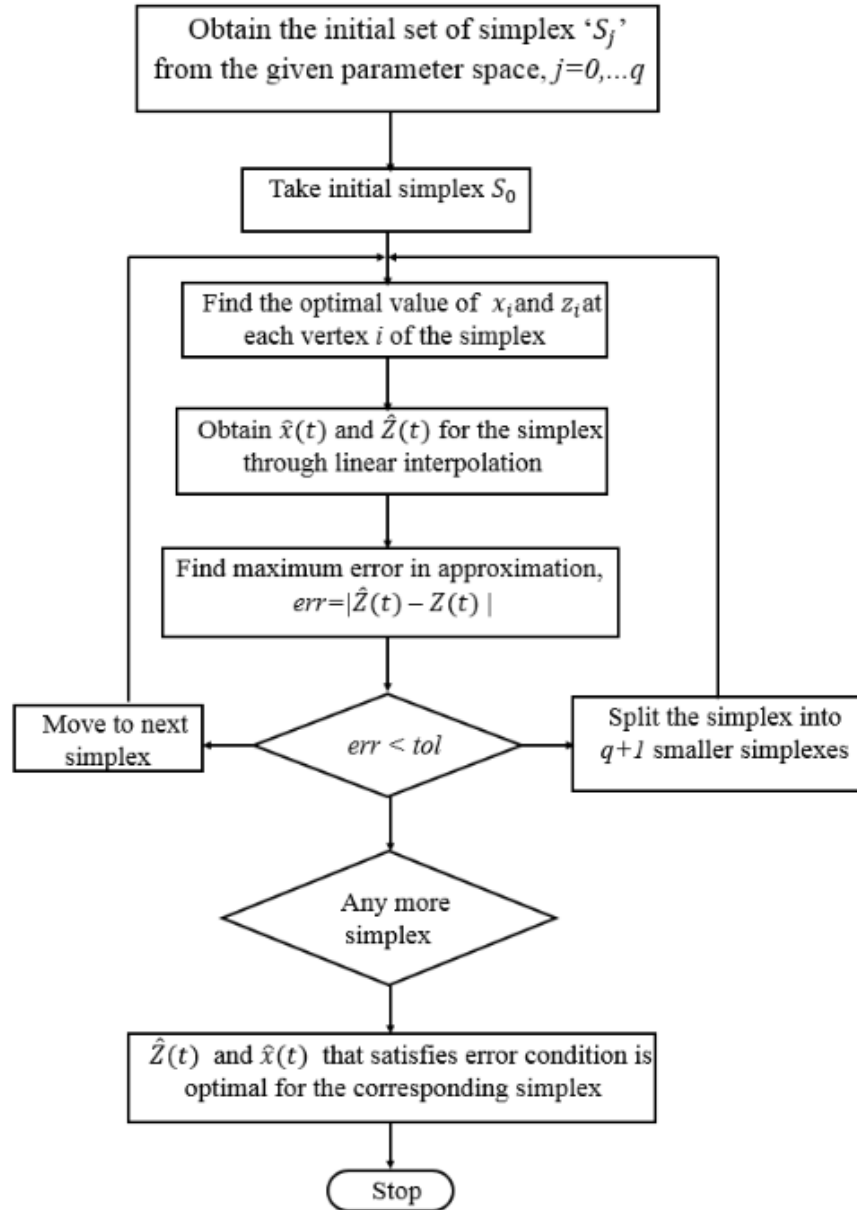 Obtain the initial set of simplex ‘S_j’
from the given parameter space, j=0,...q
Take initial simplex S_0
Find the optimal value of x_i and z_i at
each vertex i of the simplex
Obtain x̂(t) and Ẑ(t) for the simplex
through linear interpolation
Find maximum error in approximation,
err=|Ẑ(t) − Z(t) |
Move to next
simplex
err < tol
Split the simplex into
q+1 smaller simplexes
Any more
simplex
Ẑ(t) and x̂(t) that satisfies error condition is
optimal for the corresponding simplex
Stop